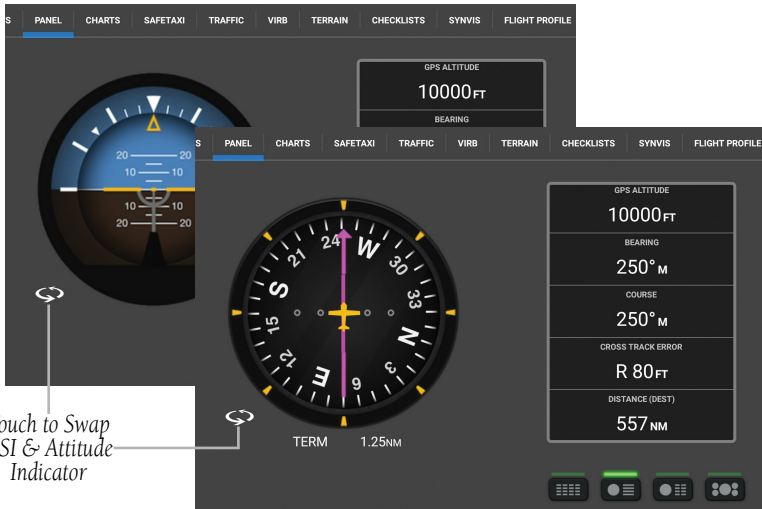 S PANEL CHARTS SAFETAXI TRAFFIC VIRB TERRAIN CHECKLISTS SYNVIS FLIGHT PROFILE
GPS ALTITUDE
10000FT
BEARING
20 20
10 10
10 10
20 20
S PANEL CHARTS SAFETAXI TRAFFIC VIRB TERRAIN CHECKLISTS SYNVIS FLIGHT PROFILE
24 W 30 33 N 3 6 E 12 15 S 21
GPS ALTITUDE
10000FT
BEARING
250° M
COURSE
250° M
CROSS TRACK ERROR
R 80FT
DISTANCE (DEST)
557NM
TERM 1.25NM
ouch to Swap
SI & Attitude
Indicator